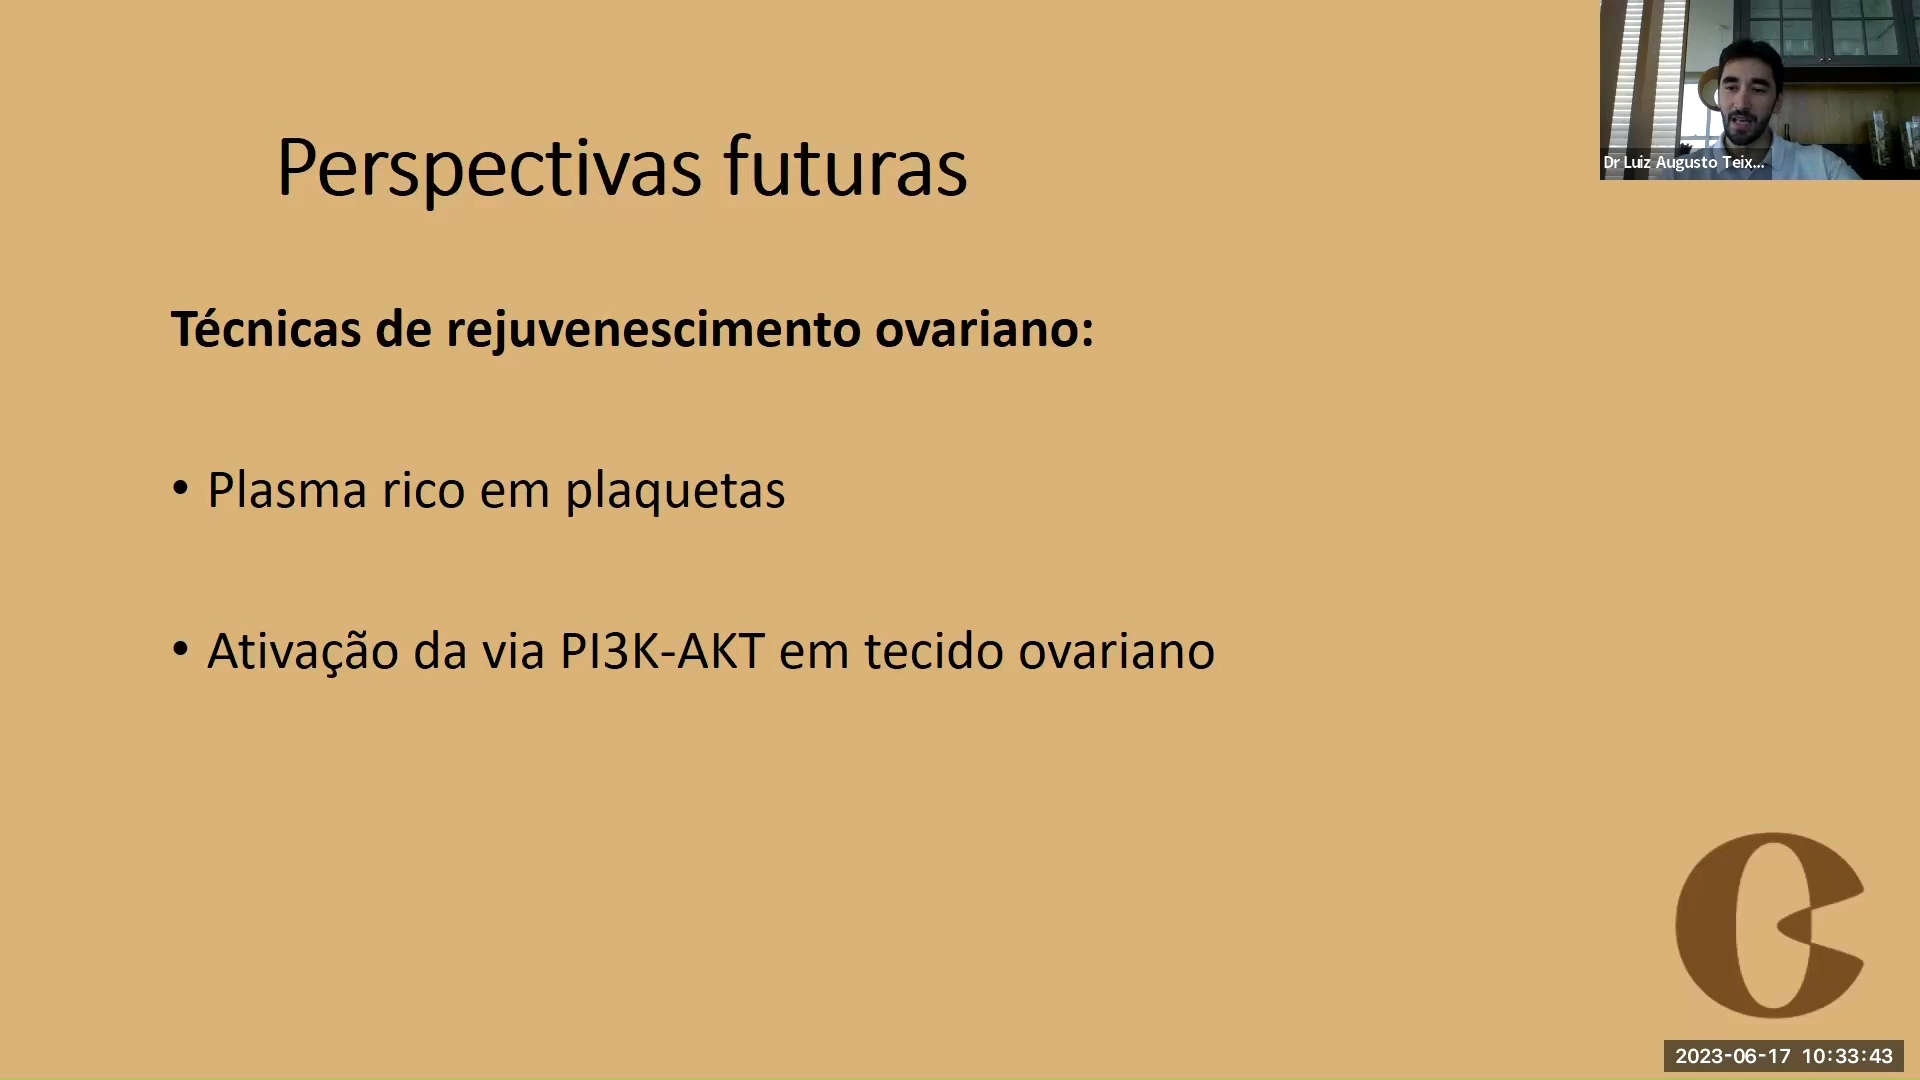 Dr Luiz Augusto Teix...
Perspectivas futuras
Técnicas de rejuvenescimento ovariano:
• Plasma rico em plaquetas
• Ativação da via PI3K-AKT em tecido ovariano
2023-06-17 10:33:43